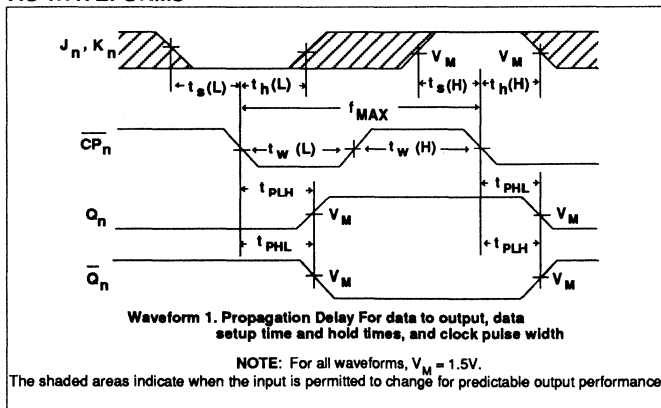 AC WAVEFORMS
Jn, Kn
VM VM
ts(L) th(L) ts(H) th(H)
fMAX
CPn
tw (L) tw (H)
tPLH tPHL
Qn VM VM
tPHL tPLH
Qn VM VM
Waveform 1. Propagation Delay For data to output, data
setup time and hold times, and clock pulse width
NOTE: For all waveforms, VM = 1.5V.
The shaded areas indicate when the input is permitted to change for predictable output performance